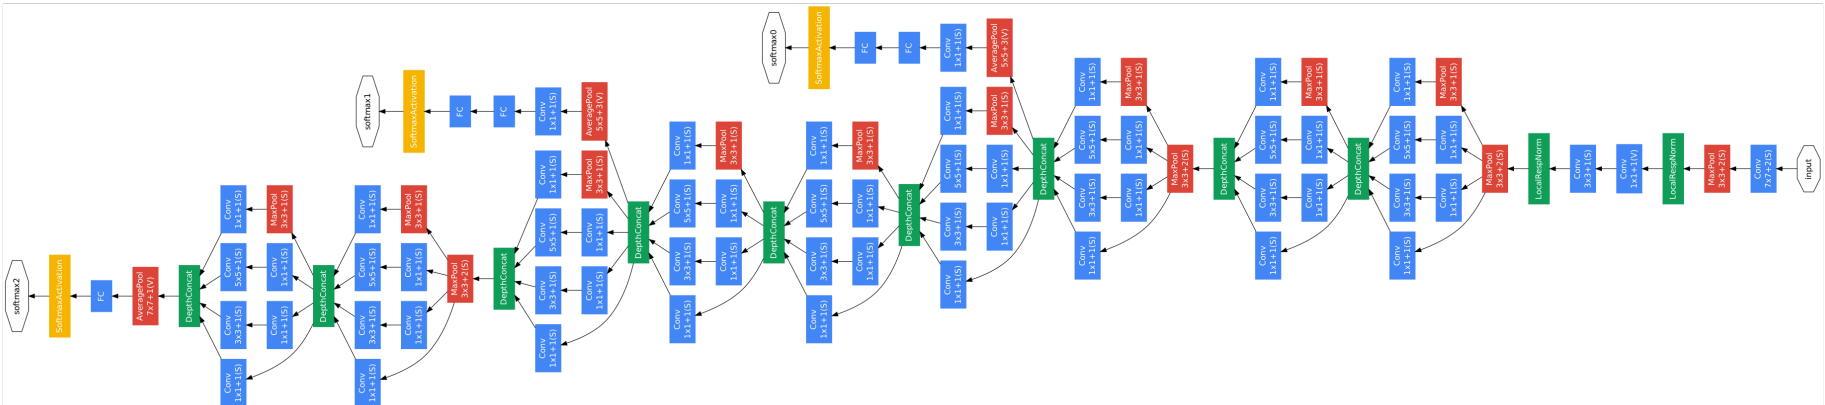 softmax2
SoftmaxActivation
FC
AveragePool
7x7+1(V)
DepthConcat
Conv
1x1+1(S)
Conv
3x3+1(S)
Conv
5x5+1(S)
Conv
1x1+1(S)
Conv
1x1+1(S)
Conv
1x1+1(S)
MaxPool
3x3+1(S)
DepthConcat
Conv
1x1+1(S)
Conv
3x3+1(S)
Conv
5x5+1(S)
Conv
1x1+1(S)
softmax1
Conv
1x1+1(S)
Conv
1x1+1(S)
MaxPool
3x3+1(S)
SoftmaxActivation
MaxPool
3x3+2(S)
FC
DepthConcat
FC
Conv
1x1+1(S)
Conv
3x3+1(S)
Conv
5x5+1(S)
Conv
1x1+1(S)
Conv
1x1+1(S)
Conv
1x1+1(S)
Conv
1x1+1(S)
MaxPool
3x3+1(S)
AveragePool
5x5+3(V)
DepthConcat
Conv
1x1+1(S)
Conv
3x3+1(S)
Conv
5x5+1(S)
Conv
1x1+1(S)
Conv
1x1+1(S)
Conv
1x1+1(S)
MaxPool
3x3+1(S)
DepthConcat
softmax0
Conv
1x1+1(S)
Conv
3x3+1(S)
Conv
5x5+1(S)
Conv
1x1+1(S)
SoftmaxActivation
Conv
1x1+1(S)
Conv
1x1+1(S)
MaxPool
3x3+1(S)
FC
DepthConcat
FC
Conv
1x1+1(S)
Conv
3x3+1(S)
Conv
5x5+1(S)
Conv
1x1+1(S)
Conv
1x1+1(S)
Conv
1x1+1(S)
Conv
1x1+1(S)
MaxPool
3x3+1(S)
AveragePool
5x5+3(V)
DepthConcat
Conv
1x1+1(S)
Conv
3x3+1(S)
Conv
5x5+1(S)
Conv
1x1+1(S)
Conv
1x1+1(S)
Conv
1x1+1(S)
MaxPool
3x3+1(S)
MaxPool
3x3+2(S)
DepthConcat
Conv
1x1+1(S)
Conv
3x3+1(S)
Conv
5x5+1(S)
Conv
1x1+1(S)
Conv
1x1+1(S)
Conv
1x1+1(S)
MaxPool
3x3+1(S)
DepthConcat
Conv
1x1+1(S)
Conv
3x3+1(S)
Conv
5x5+1(S)
Conv
1x1+1(S)
Conv
1x1+1(S)
Conv
1x1+1(S)
MaxPool
3x3+1(S)
MaxPool
3x3+2(S)
LocalRespNorm
Conv
3x3+1(S)
Conv
1x1+1(V)
LocalRespNorm
MaxPool
3x3+2(S)
Conv
7x7+2(S)
input